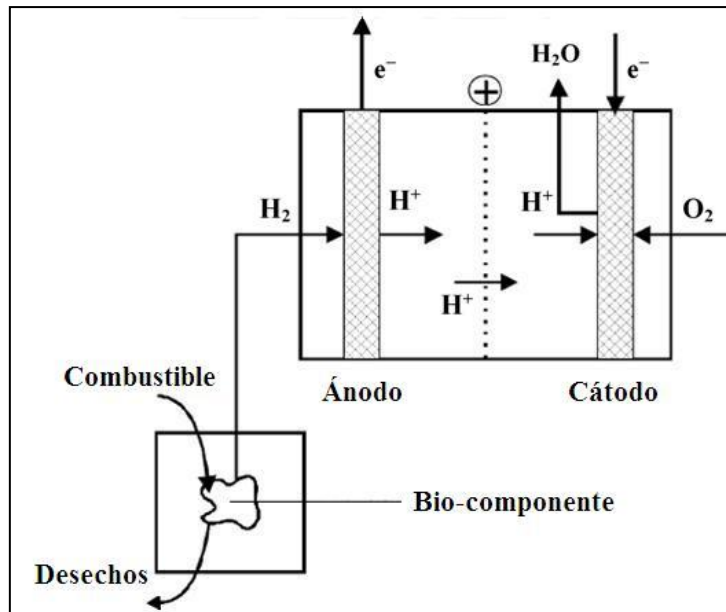 e⁻
H₂O
e⁻
+
H₂
H⁺
H⁺
O₂
H⁺
Combustible
Ánodo
Cátodo
Bio-componente
Desechos